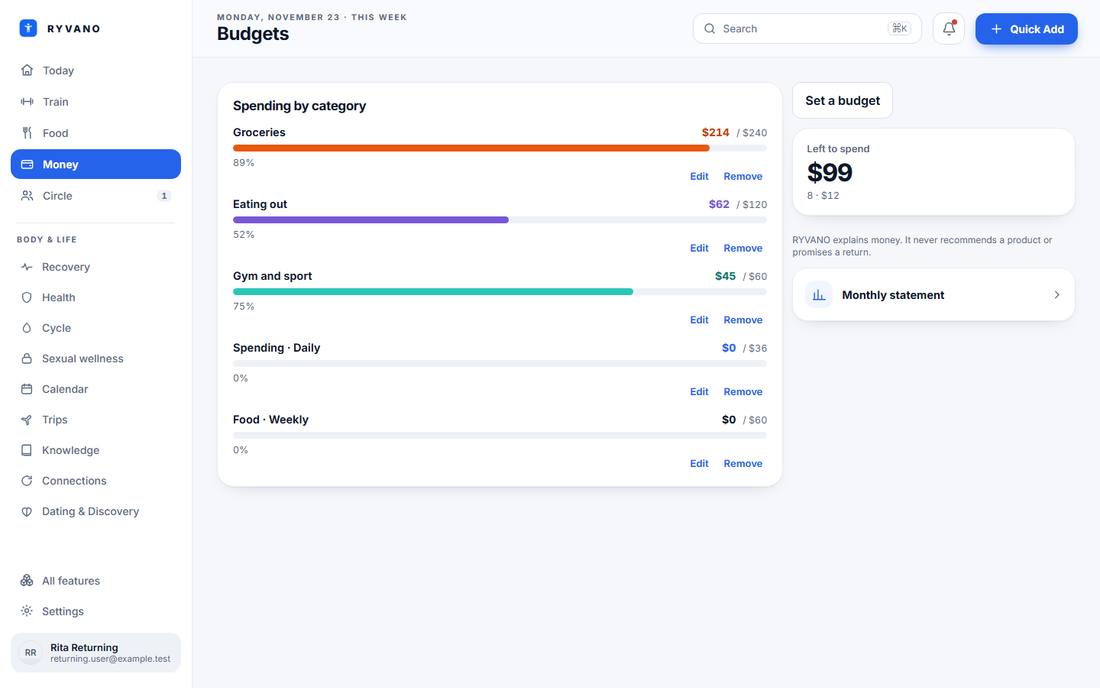 RYVANO
Today
Train
Food
Money
Circle
1
BODY & LIFE
Recovery
Health
Cycle
Sexual wellness
Calendar
Trips
Knowledge
Connections
Dating & Discovery
All features
Settings
RR
Rita Returning
returning.user@example.test
MONDAY, NOVEMBER 23 · THIS WEEK
Budgets
Search
⌘K
Quick Add
Spending by category
Groceries $214 / $240
89%
Edit Remove
Eating out $62 / $120
52%
Edit Remove
Gym and sport $45 / $60
75%
Edit Remove
Spending · Daily $0 / $36
0%
Edit Remove
Food · Weekly $0 / $60
0%
Edit Remove
Set a budget
Left to spend
$99
8 · $12
RYVANO explains money. It never recommends a product or
promises a return.
Monthly statement